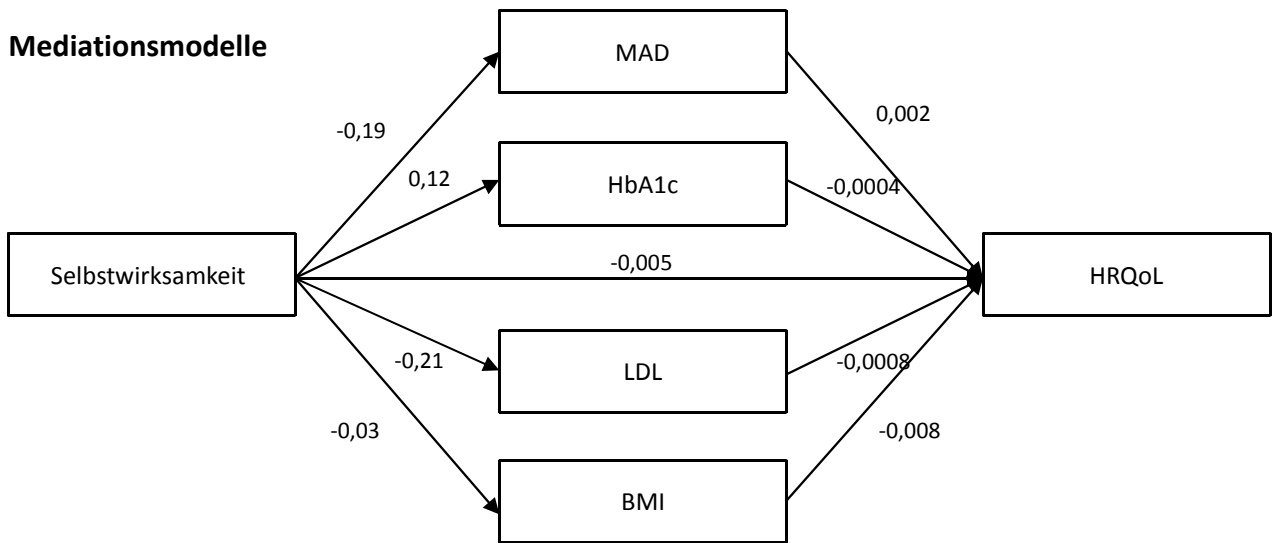 Mediationsmodelle
MAD
0,002
-0,19
0,12
HbA1c
-0,0004
Selbstwirksamkeit
-0,005
HRQoL
-0,21
LDL
-0,0008
-0,03
-0,008
BMI